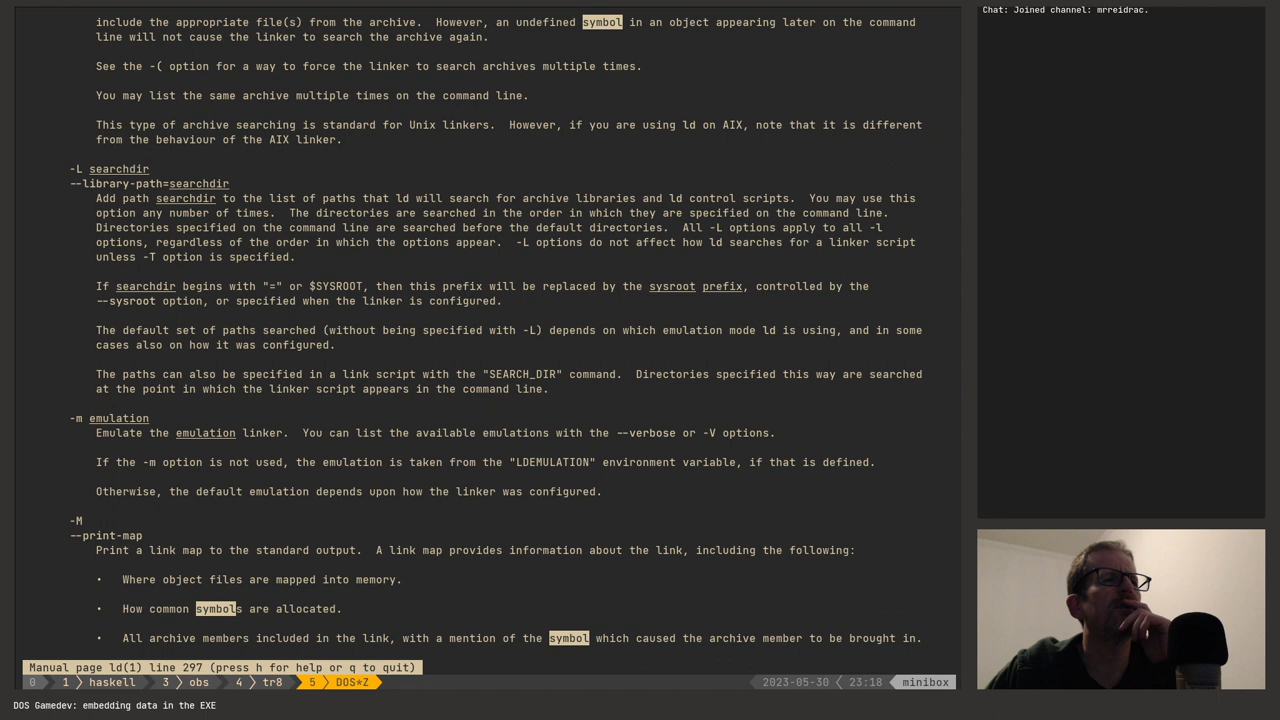 include the appropriate file(s) from the archive.  However, an undefined symbol in an object appearing later on the command
line will not cause the linker to search the archive again.
See the -( option for a way to force the linker to search archives multiple times.
You may list the same archive multiple times on the command line.
This type of archive searching is standard for Unix linkers.  However, if you are using ld on AIX, note that it is different
from the behaviour of the AIX linker.
-L searchdir
--library-path=searchdir
Add path searchdir to the list of paths that ld will search for archive libraries and ld control scripts.  You may use this
option any number of times.  The directories are searched in the order in which they are specified on the command line.
Directories specified on the command line are searched before the default directories.  All -L options apply to all -l
options, regardless of the order in which the options appear.  -L options do not affect how ld searches for a linker script
unless -T option is specified.
If searchdir begins with "=" or $SYSROOT, then this prefix will be replaced by the sysroot prefix, controlled by the
--sysroot option, or specified when the linker is configured.
The default set of paths searched (without being specified with -L) depends on which emulation mode ld is using, and in some
cases also on how it was configured.
The paths can also be specified in a link script with the "SEARCH_DIR" command.  Directories specified this way are searched
at the point in which the linker script appears in the command line.
-m emulation
Emulate the emulation linker.  You can list the available emulations with the --verbose or -V options.
If the -m option is not used, the emulation is taken from the "LDEMULATION" environment variable, if that is defined.
Otherwise, the default emulation depends upon how the linker was configured.
-M
--print-map
Print a link map to the standard output.  A link map provides information about the link, including the following:
•   Where object files are mapped into memory.
•   How common symbols are allocated.
•   All archive members included in the link, with a mention of the symbol which caused the archive member to be brought in.
Manual page ld(1) line 297 (press h for help or q to quit)
0  1  haskell  3  obs  4  tr8  5  DOS*Z  2023-05-30  23:18  minibox
Chat: Joined channel: mrreidrac.
DOS Gamedev: embedding data in the EXE